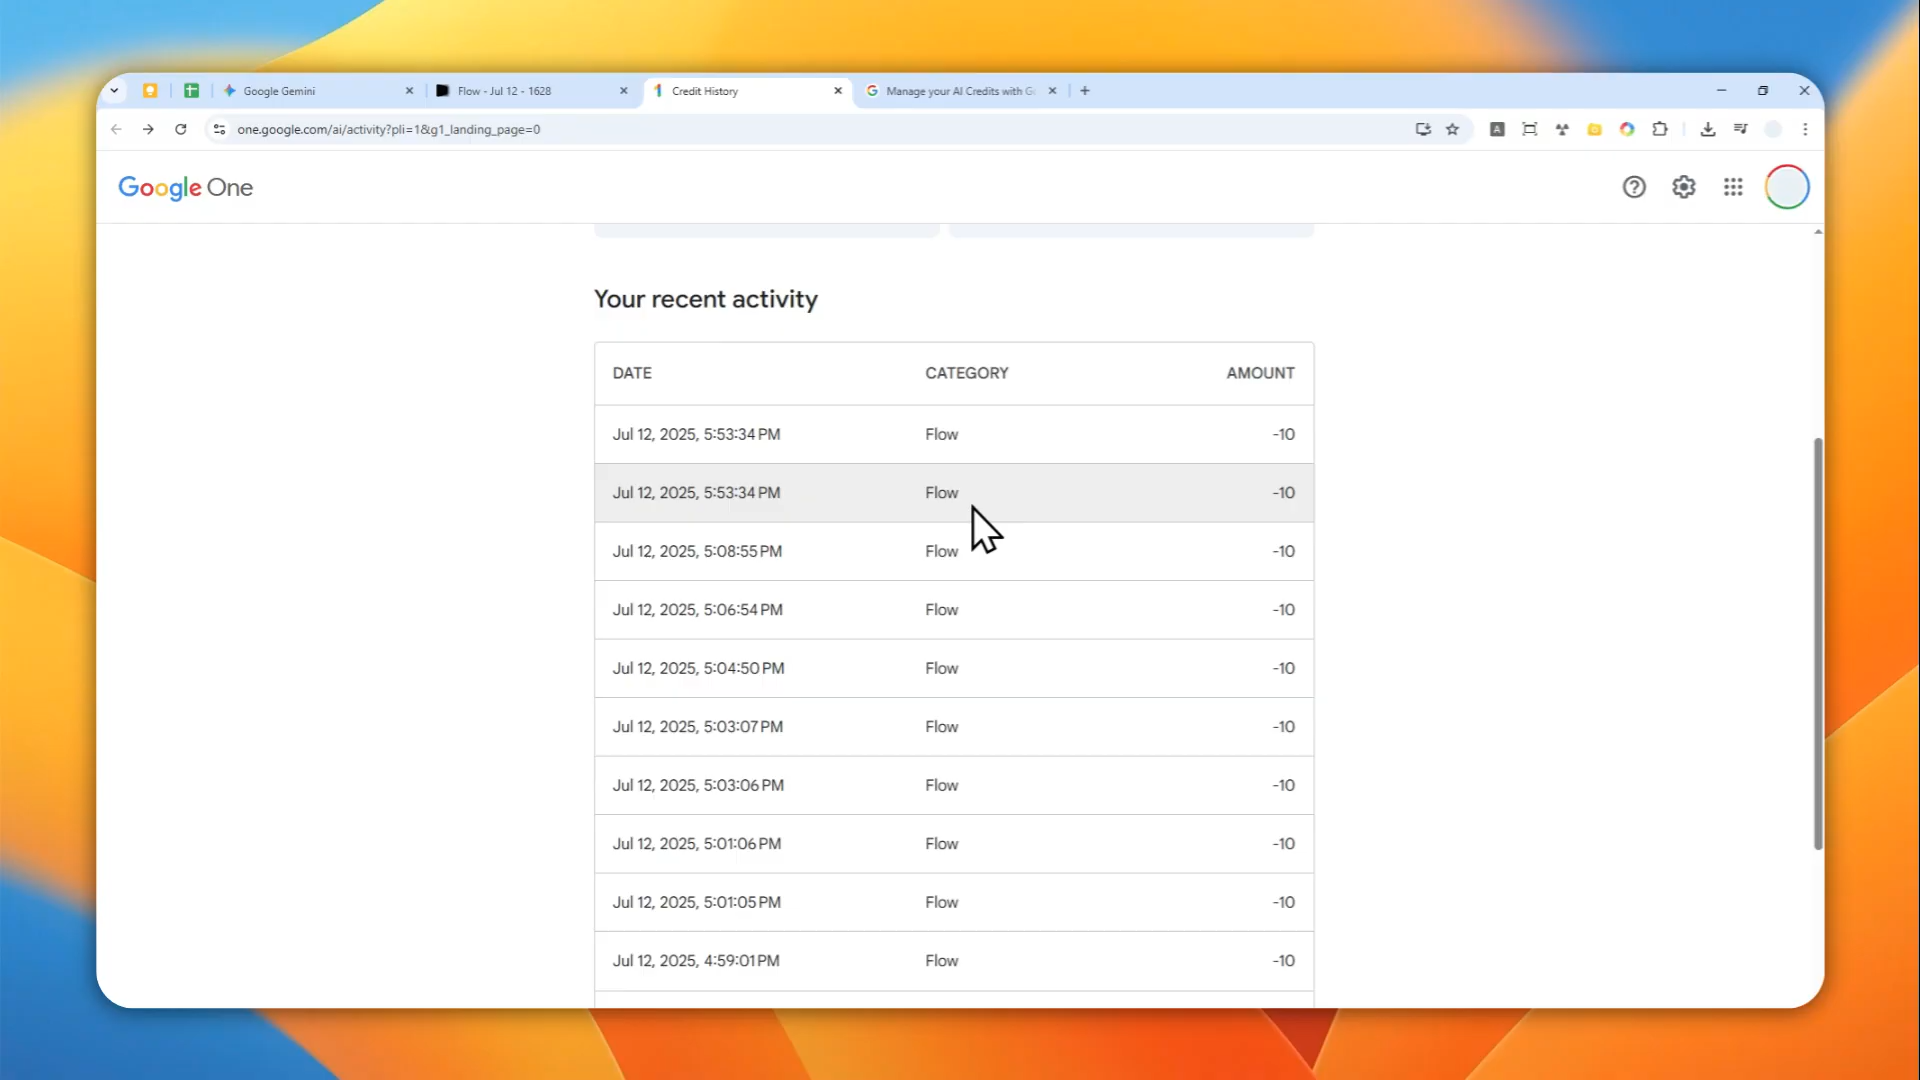 Google Gemini
Flow - Jul 12 - 1628
Credit History
Manage your AI Credits with Go
one.google.com/ai/activity?pli=1&g1_landing_page=0
A
Google One
Your recent activity
DATE CATEGORY AMOUNT
Jul 12, 2025, 5:53:34 PM Flow -10
Jul 12, 2025, 5:53:34 PM Flow -10
Jul 12, 2025, 5:08:55 PM Flow -10
Jul 12, 2025, 5:06:54 PM Flow -10
Jul 12, 2025, 5:04:50 PM Flow -10
Jul 12, 2025, 5:03:07 PM Flow -10
Jul 12, 2025, 5:03:06 PM Flow -10
Jul 12, 2025, 5:01:06 PM Flow -10
Jul 12, 2025, 5:01:05 PM Flow -10
Jul 12, 2025, 4:59:01 PM Flow -10